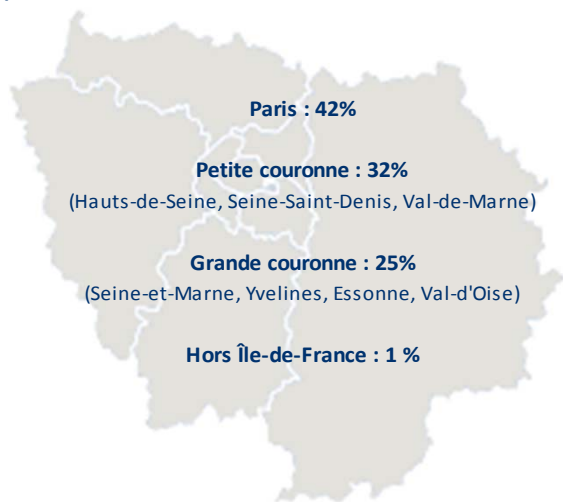 Paris : 42%
Petite couronne : 32%
(Hauts-de-Seine, Seine-Saint-Denis, Val-de-Marne)
Grande couronne : 25%
(Seine-et-Marne, Yvelines, Essonne, Val-d'Oise)
Hors Île-de-France : 1 %